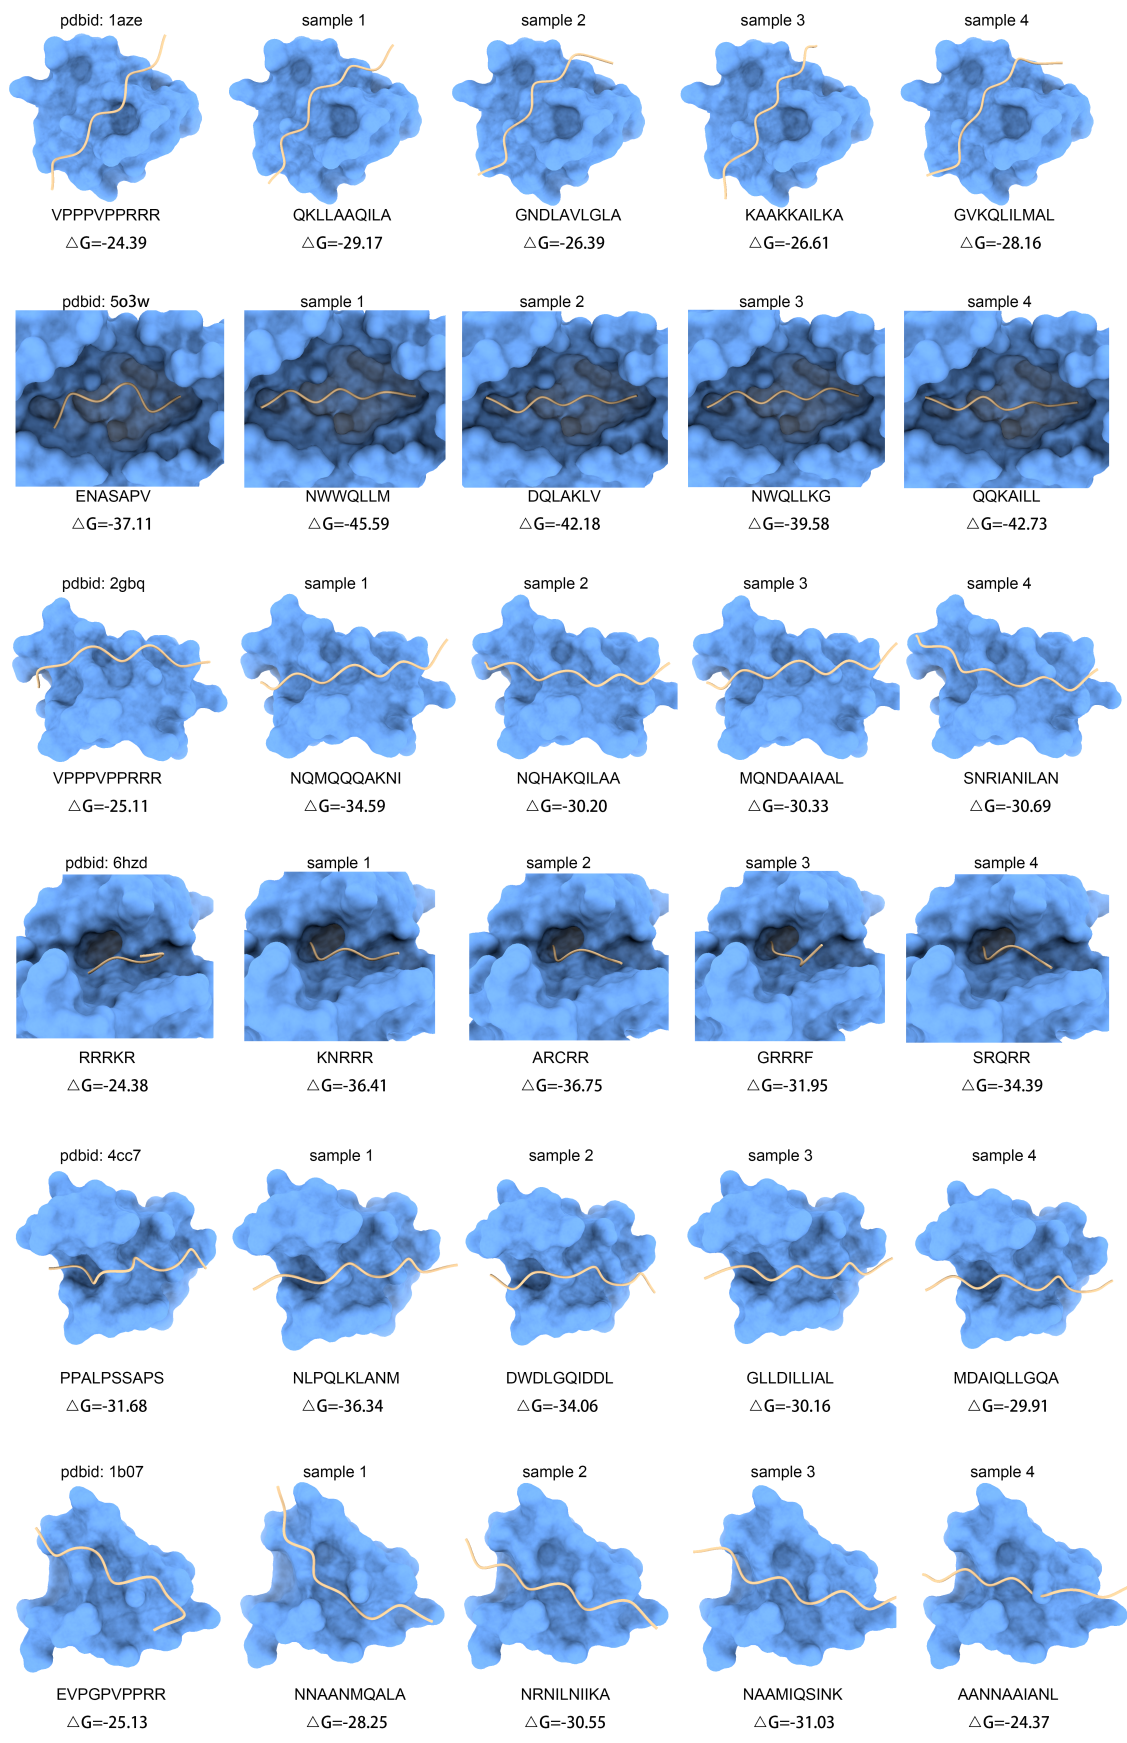 pdbid: 1aze
sample 1
sample 2
sample 3
sample 4
VPPPVPPRRR
QKLLAAQILA
GNDLAVLGLA
KAAKKAILKA
GVKQLILMAL
△G=-24.39
△G=-29.17
△G=-26.39
△G=-26.61
△G=-28.16
pdbid: 5o3w
sample 1
sample 2
sample 3
sample 4
ENASAPV
NWWQLLM
DQLAKLV
NWQLLKG
QQKAILL
△G=-37.11
△G=-45.59
△G=-42.18
△G=-39.58
△G=-42.73
pdbid: 2gbq
sample 1
sample 2
sample 3
sample 4
VPPPVPPRRR
NQMQQQAKNI
NQHAKQILAA
MQNDAAIAAL
SNRIANILAN
△G=-25.11
△G=-34.59
△G=-30.20
△G=-30.33
△G=-30.69
pdbid: 6hzd
sample 1
sample 2
sample 3
sample 4
RRRKR
KNRRR
ARCRR
GRRRF
SRQRR
△G=-24.38
△G=-36.41
△G=-36.75
△G=-31.95
△G=-34.39
pdbid: 4cc7
sample 1
sample 2
sample 3
sample 4
PPALPSSAPS
NLPQLKLANM
DWDLGQIDDL
GLLDILLIAL
MDAIQLLGQA
△G=-31.68
△G=-36.34
△G=-34.06
△G=-30.16
△G=-29.91
pdbid: 1b07
sample 1
sample 2
sample 3
sample 4
EVPGPVPPRR
NNAANMQALA
NRNILNIIKA
NAAMIQSINK
AANNAAIANL
△G=-25.13
△G=-28.25
△G=-30.55
△G=-31.03
△G=-24.37